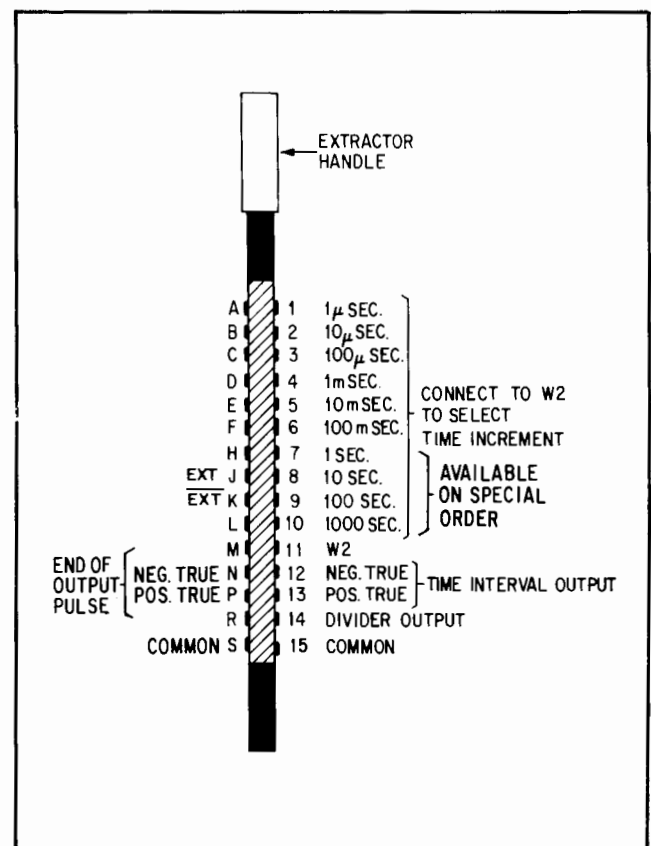 EXTRACTOR
HANDLE
A 1 1μ SEC.
B 2 10μ SEC.
C 3 100μ SEC.
D 4 1m SEC.
E 5 10m SEC.
F 6 100m SEC.
CONNECT TO W2
TO SELECT
TIME INCREMENT
H 7 1 SEC.
EXT J 8 10 SEC.
EXT K 9 100 SEC.
L 10 1000 SEC.
AVAILABLE
ON SPECIAL
ORDER
M 11 W2
END OF
OUTPUT
PULSE
NEG. TRUE N 12 NEG. TRUE
POS. TRUE P 13 POS. TRUE
TIME INTERVAL OUTPUT
R 14 DIVIDER OUTPUT
COMMON S 15 COMMON